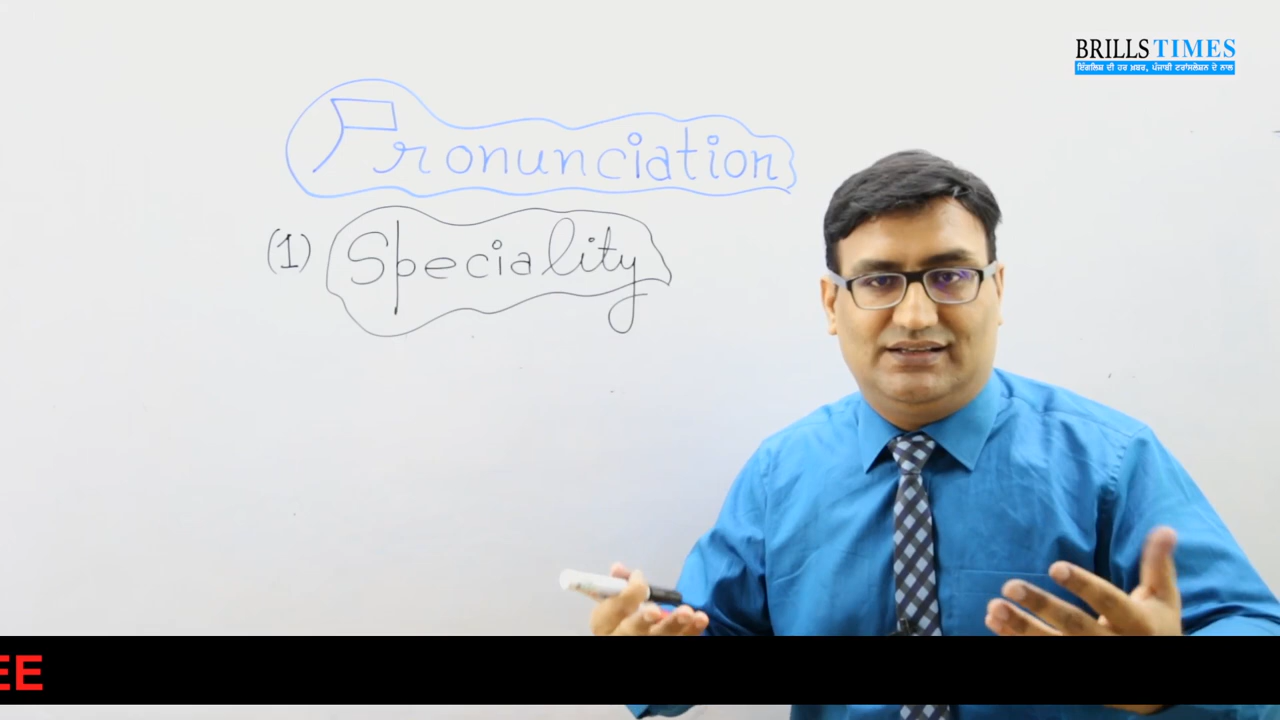 BRILLS TIMES
ਇੰਗਲਿਸ਼ ਦੀ ਹਰ ਖ਼ਬਰ, ਪੰਜਾਬੀ ਟਰਾਂਸਲੇਸ਼ਨ ਦੇ ਨਾਲ
Pronunciation
(1) Speciality
EE